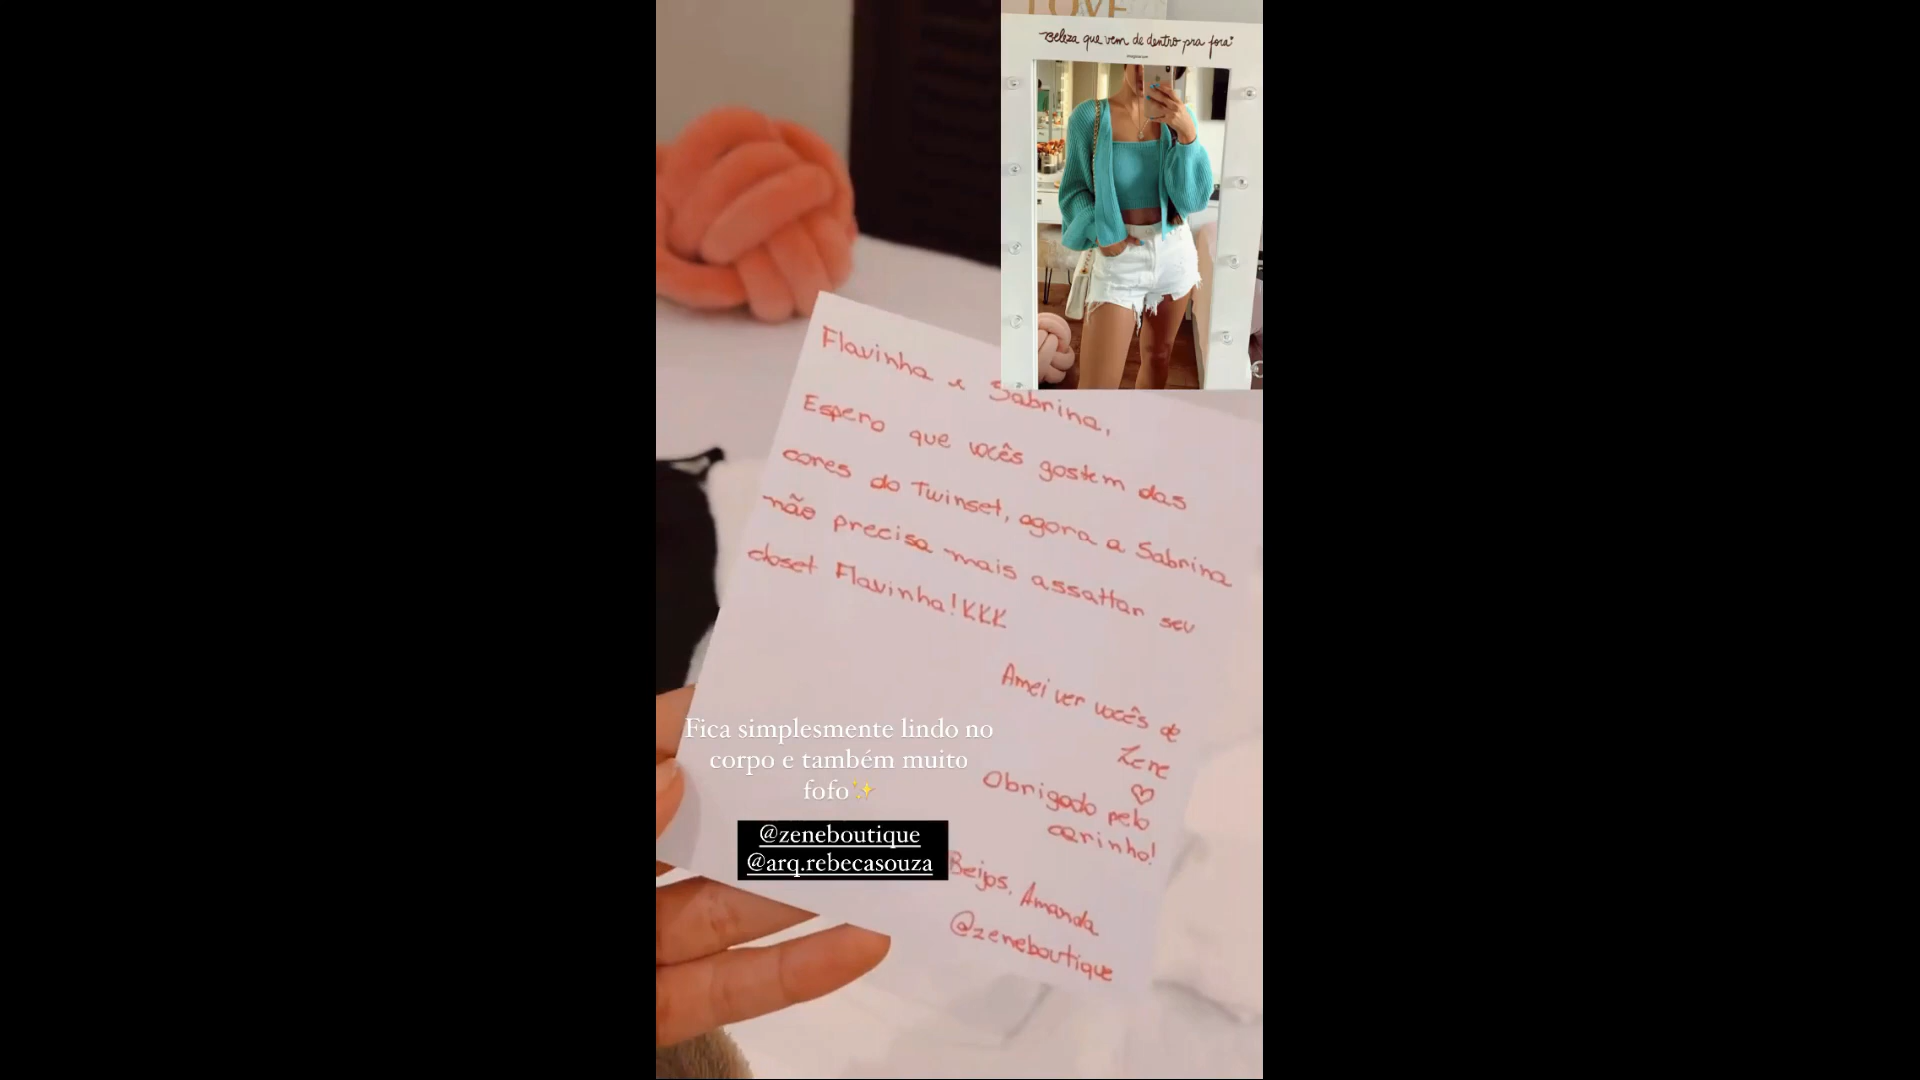 LOVE
Beleza que vem de dentro pra fora
Flavinha e Sabrina,
Espero que vocês gostem das
cores do Twinset, agora a Sabrina
não precisa mais assaltar seu
closet Flavinha! KKK
Amei ver vocês de
Zene
♡
Obrigado pelo
carinho!
Beijos, Amanda
@zeneboutique
Fica simplesmente lindo no
corpo e também muito
fofo✨
@zeneboutique
@arq.rebecasouza